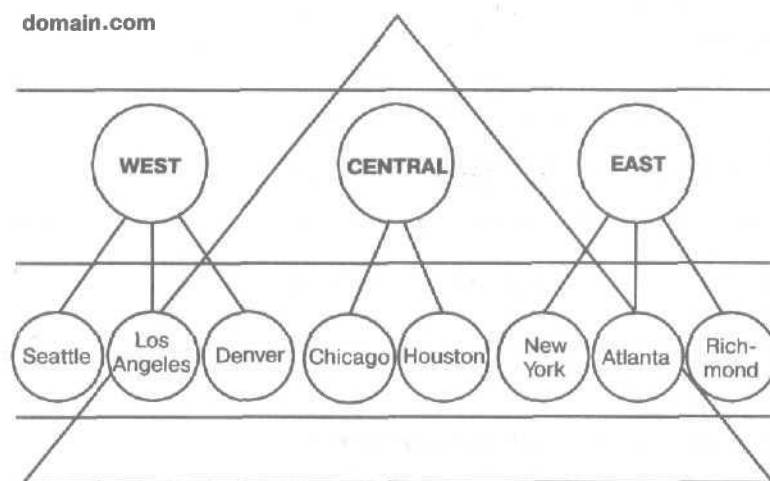 domain.com
WEST
CENTRAL
EAST
Seattle
Los
Angeles
Denver
Chicago
Houston
New
York
Atlanta
Rich-
mond